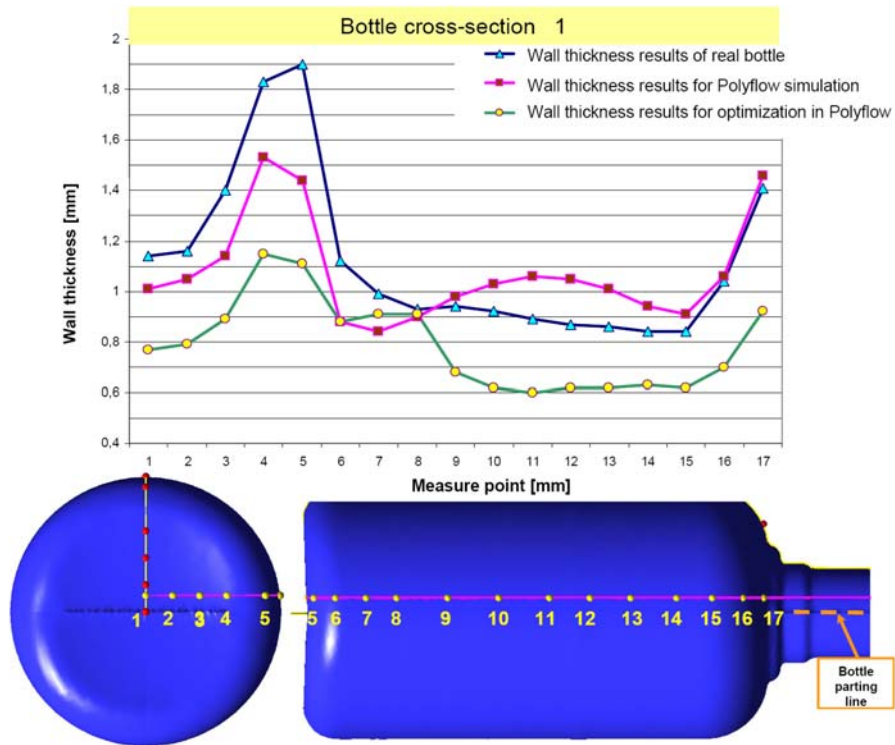 Bottle cross-section 1
Wall thickness results of real bottle
Wall thickness results for Polyflow simulation
Wall thickness results for optimization in Polyflow
Wall thickness [mm]
2
1,8
1,6
1,4
1,2
1
0,8
0,6
0,4
1 2 3 4 5 6 7 8 9 10 11 12 13 14 15 16 17
Measure point [mm]
1 2 3 4 5
5 6 7 8 9 10 11 12 13 14 15 16 17
Bottle
parting
line